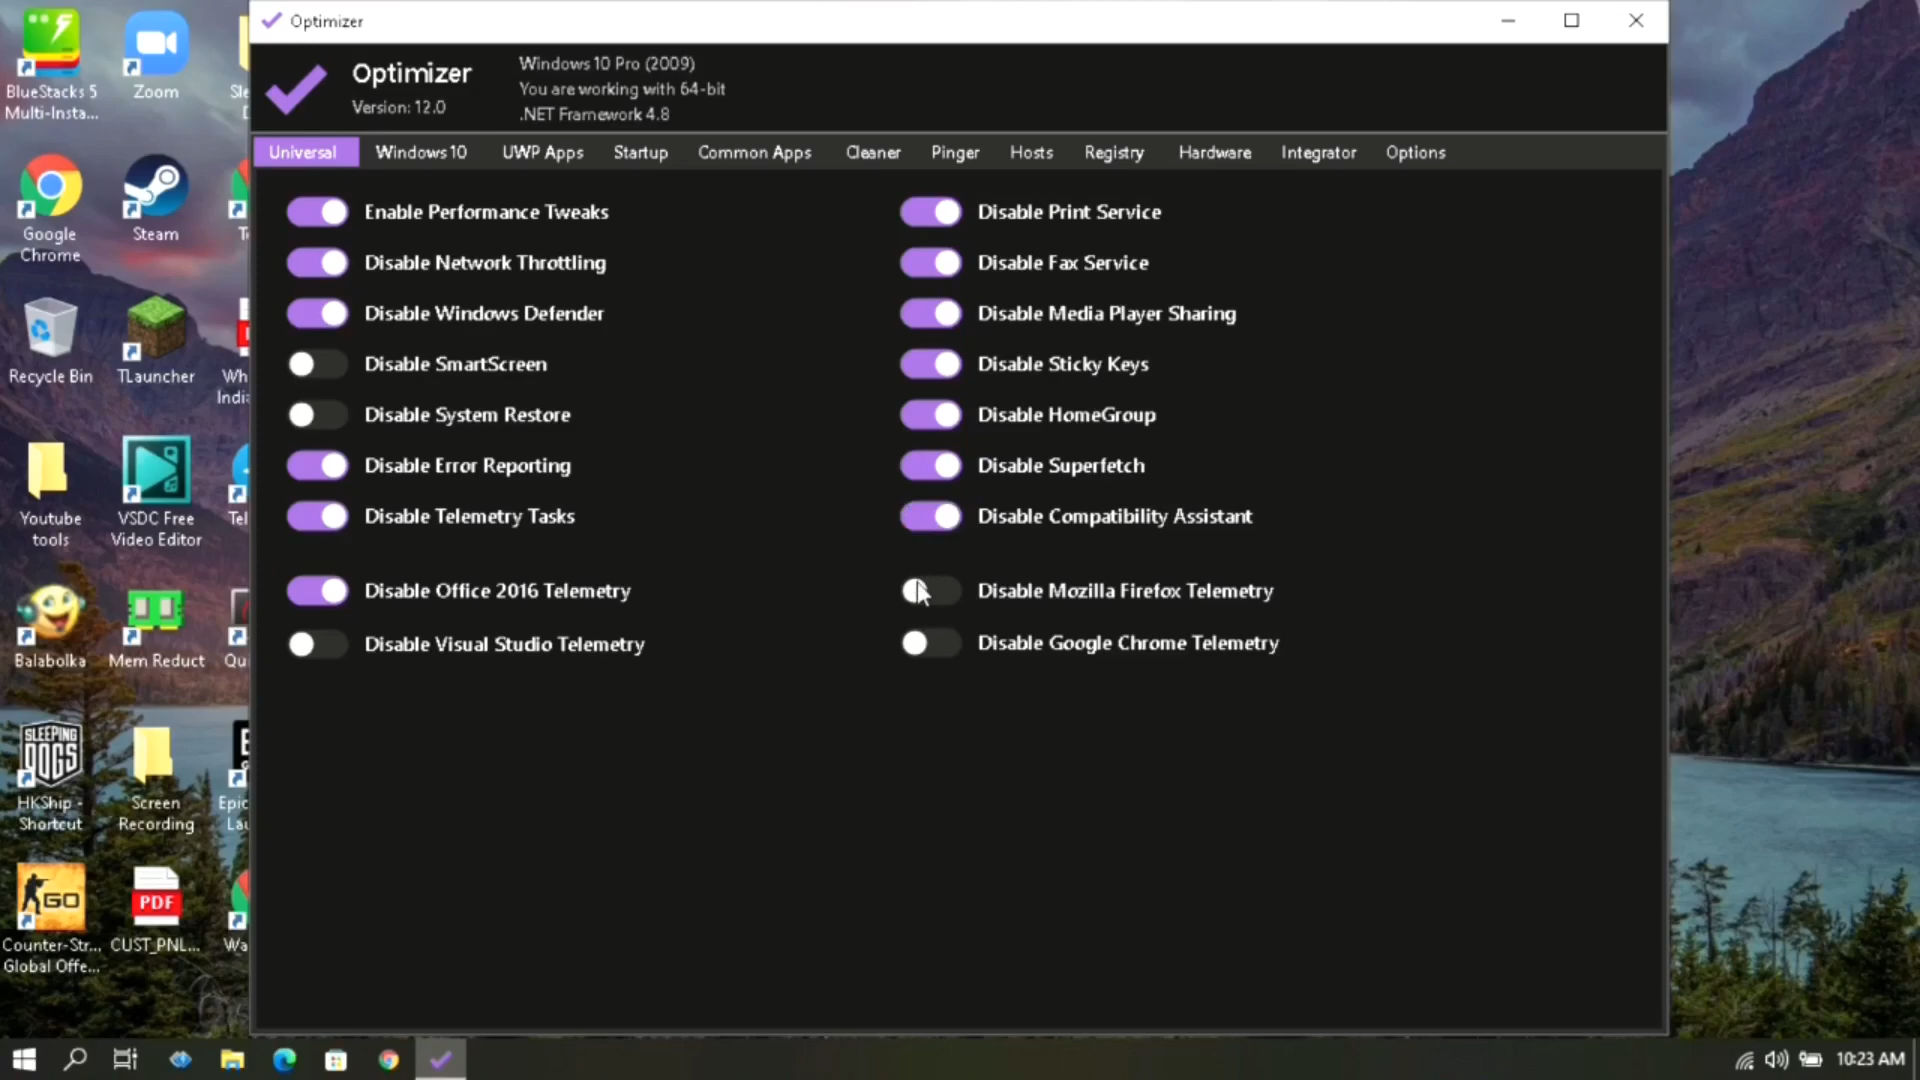 Optimizer
Optimizer
Version: 12.0
Windows 10 Pro (2009)
You are working with 64-bit
.NET Framework 4.8
Universal
Windows 10
UWP Apps
Startup
Common Apps
Cleaner
Pinger
Hosts
Registry
Hardware
Integrator
Options
Enable Performance Tweaks
Disable Network Throttling
Disable Windows Defender
Disable SmartScreen
Disable System Restore
Disable Error Reporting
Disable Telemetry Tasks
Disable Office 2016 Telemetry
Disable Visual Studio Telemetry
Disable Print Service
Disable Fax Service
Disable Media Player Sharing
Disable Sticky Keys
Disable HomeGroup
Disable Superfetch
Disable Compatibility Assistant
Disable Mozilla Firefox Telemetry
Disable Google Chrome Telemetry
BlueStacks 5
Multi-Insta...
Zoom
Google
Chrome
Steam
Recycle Bin
TLauncher
Youtube
tools
VSDC Free
Video Editor
Balabolka
Mem Reduct
SLEEPING
DOGS
HKShip -
Shortcut
Screen
Recording
GO
Counter-Str...
Global Offe...
PDF
CUST_PNL...
10:23 AM